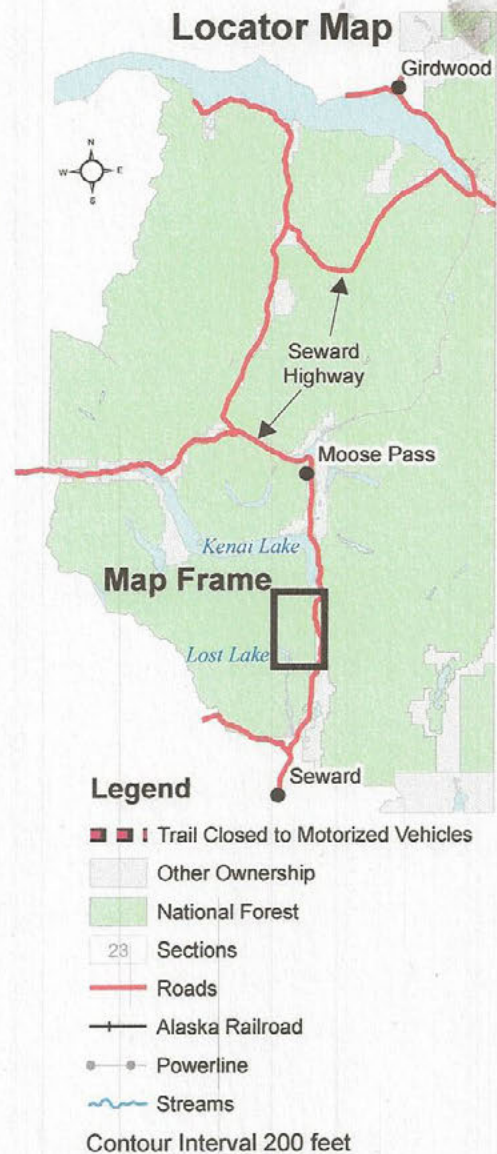 Locator Map
Girdwood
N
W E
S
Seward
Highway
Moose Pass
Kenai Lake
Map Frame
Lost Lake
Seward
Legend
Trail Closed to Motorized Vehicles
Other Ownership
National Forest
23 Sections
Roads
Alaska Railroad
Powerline
Streams
Contour Interval 200 feet